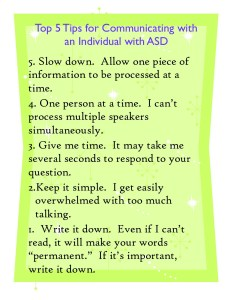 Top 5 Tips for Communicating with
an Individual with ASD
5. Slow down. Allow one piece of
information to be processed at a
time.
4. One person at a time. I can't
process multiple speakers
simultaneously.
3. Give me time. It may take me
several seconds to respond to your
question.
2.Keep it simple. I get easily
overwhelmed with too much
talking.
1. Write it down. Even if I can't
read, it will make your words
"permanent." If it's important,
write it down.